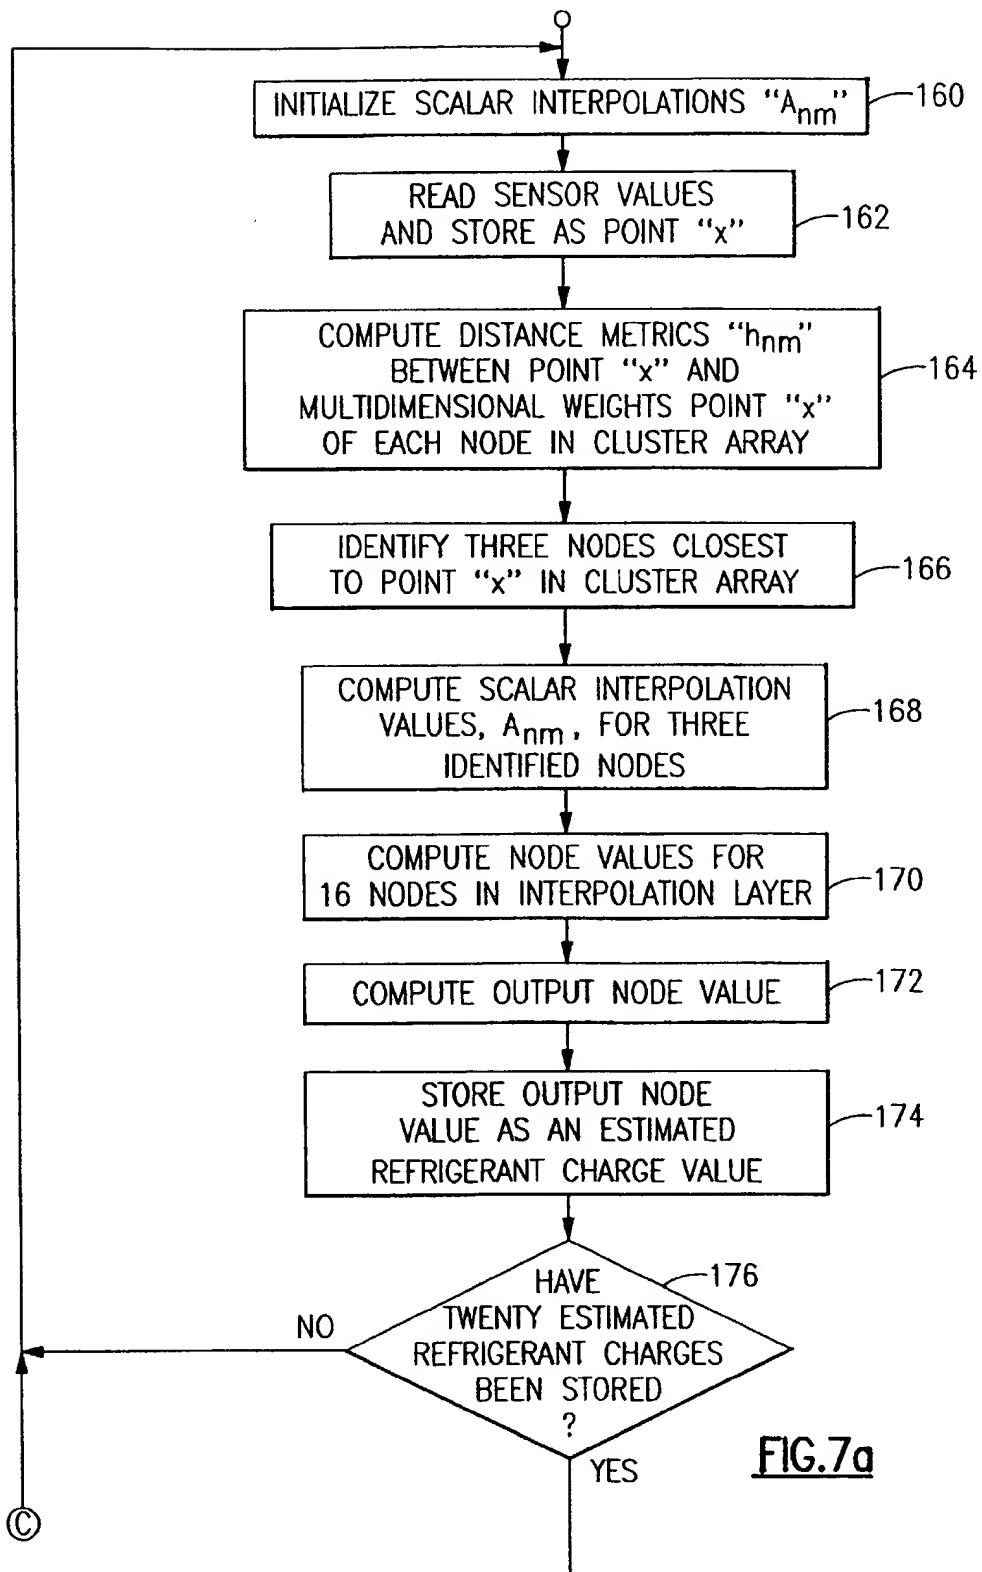 INITIALIZE SCALAR INTERPOLATIONS "Anm"
160
READ SENSOR VALUES
AND STORE AS POINT "x"
162
COMPUTE DISTANCE METRICS "hnm"
BETWEEN POINT "x" AND
MULTIDIMENSIONAL WEIGHTS POINT "x"
OF EACH NODE IN CLUSTER ARRAY
164
IDENTIFY THREE NODES CLOSEST
TO POINT "x" IN CLUSTER ARRAY
166
COMPUTE SCALAR INTERPOLATION
VALUES, Anm, FOR THREE
IDENTIFIED NODES
168
COMPUTE NODE VALUES FOR
16 NODES IN INTERPOLATION LAYER
170
COMPUTE OUTPUT NODE VALUE
172
STORE OUTPUT NODE
VALUE AS AN ESTIMATED
REFRIGERANT CHARGE VALUE
174
HAVE
TWENTY ESTIMATED
REFRIGERANT CHARGES
BEEN STORED
?
176
NO
YES
C
FIG.7a